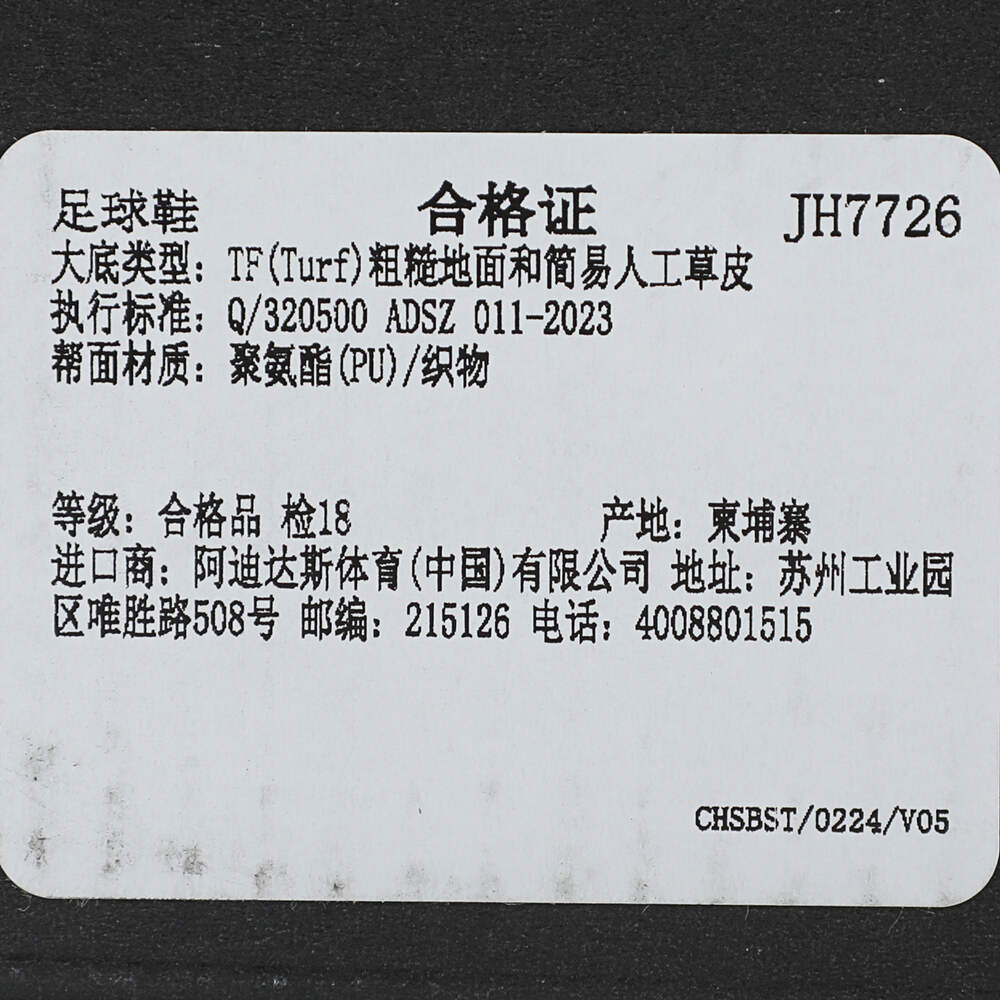 足球鞋 合格证 JH7726
大底类型：TF(Turf)粗糙地面和简易人工草皮
执行标准：Q/320500 ADSZ 011-2023
帮面材质：聚氨酯(PU)/织物
等级：合格品 检18 产地：柬埔寨
进口商：阿迪达斯体育(中国)有限公司 地址：苏州工业园
区唯胜路508号 邮编：215126 电话：4008801515
CHSBST/0224/V05